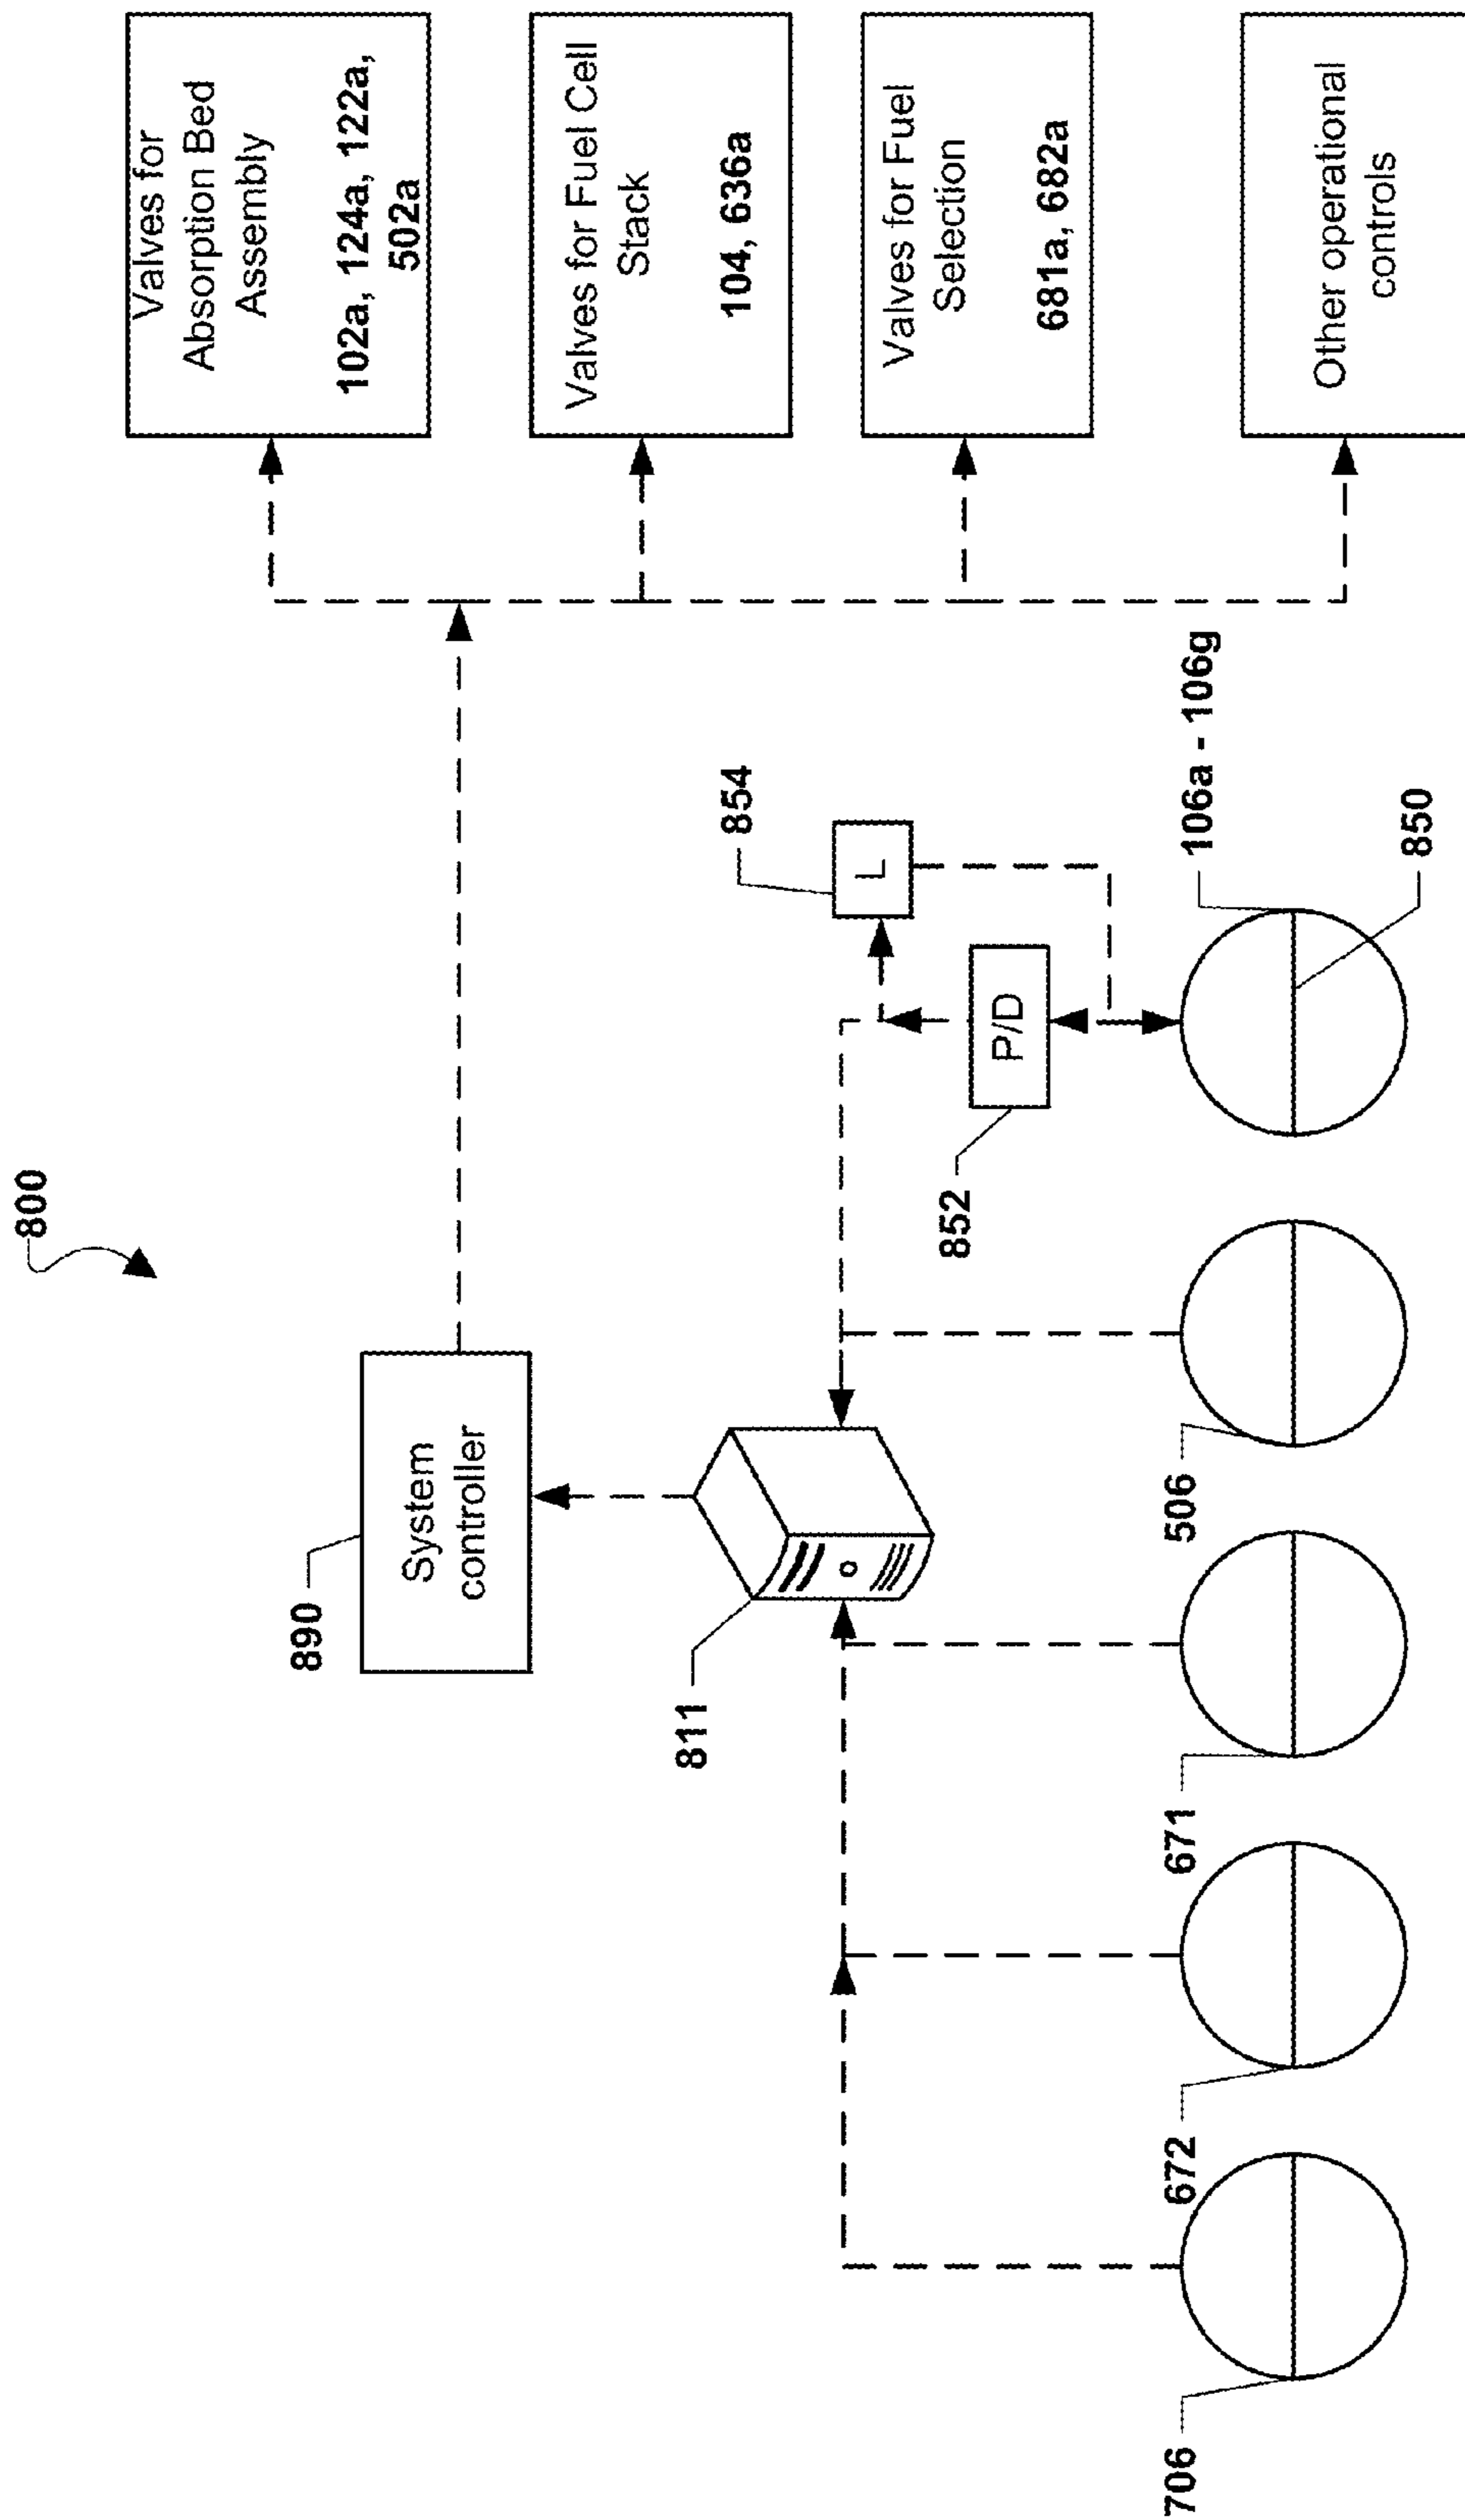 800
890
System
controller
Valves for
Absorption Bed
Assembly
102a, 124a, 122a,
502a
Valves for Fuel Cell
Stack
104, 636a
Valves for Fuel
Selection
681a, 682a
Other operational
controls
811
854
L
P/D
852
706
672
671
506
106a - 106g
850